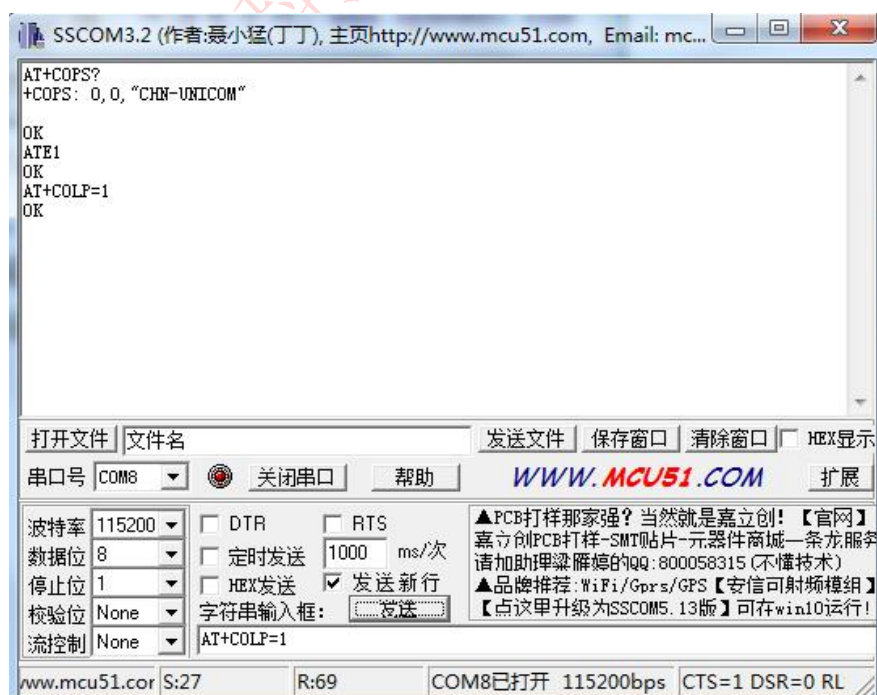 SSCOM3.2 (作者:聂小猛(丁丁), 主页http://www.mcu51.com, Email: mc...
AT+COPS?
+COPS: 0,0,"CHN-UNICOM"
OK
ATE1
OK
AT+COLP=1
OK
打开文件 文件名 发送文件 保存窗口 清除窗口 HEX显示
串口号 COM8 关闭串口 帮助 WWW.MCU51.COM 扩展
波特率 115200 DTR RTS
数据位 8 定时发送 1000 ms/次
停止位 1 HEX发送 发送新行
校验位 None 字符串输入框: 发送
流控制 None AT+COLP=1
▲PCB打样那家强?当然就是嘉立创!【官网】
嘉立创PCB打样-SMT贴片-元器件商城—条龙服务
请加助理梁雁婷的QQ:800058315(不懂技术)
▲品牌推荐:WiFi/Gprs/GPS【安信可射频模组】
【点这里升级为SSCOM5.13版】可在win10运行!
www.mcu51.cor S:27 R:69 COM8已打开 115200bps CTS=1 DSR=0 RL